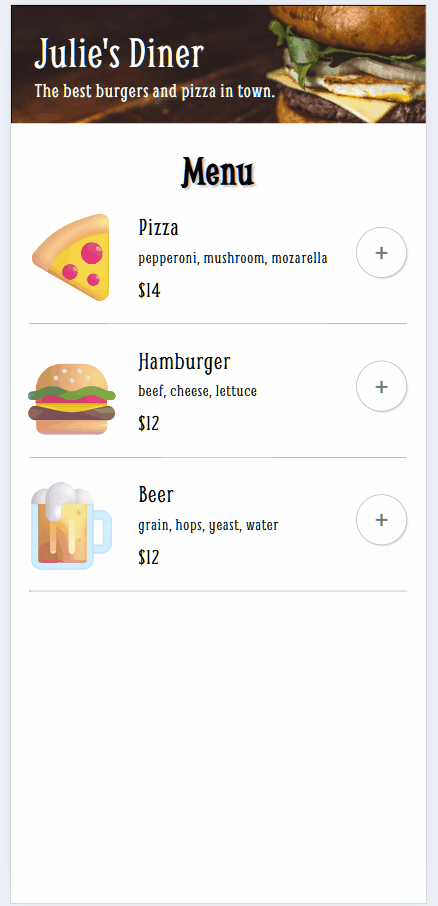 Julie's Diner
The best burgers and pizza in town.
Menu
Pizza
pepperoni, mushroom, mozarella
$14
+
Hamburger
beef, cheese, lettuce
$12
+
Beer
grain, hops, yeast, water
$12
+